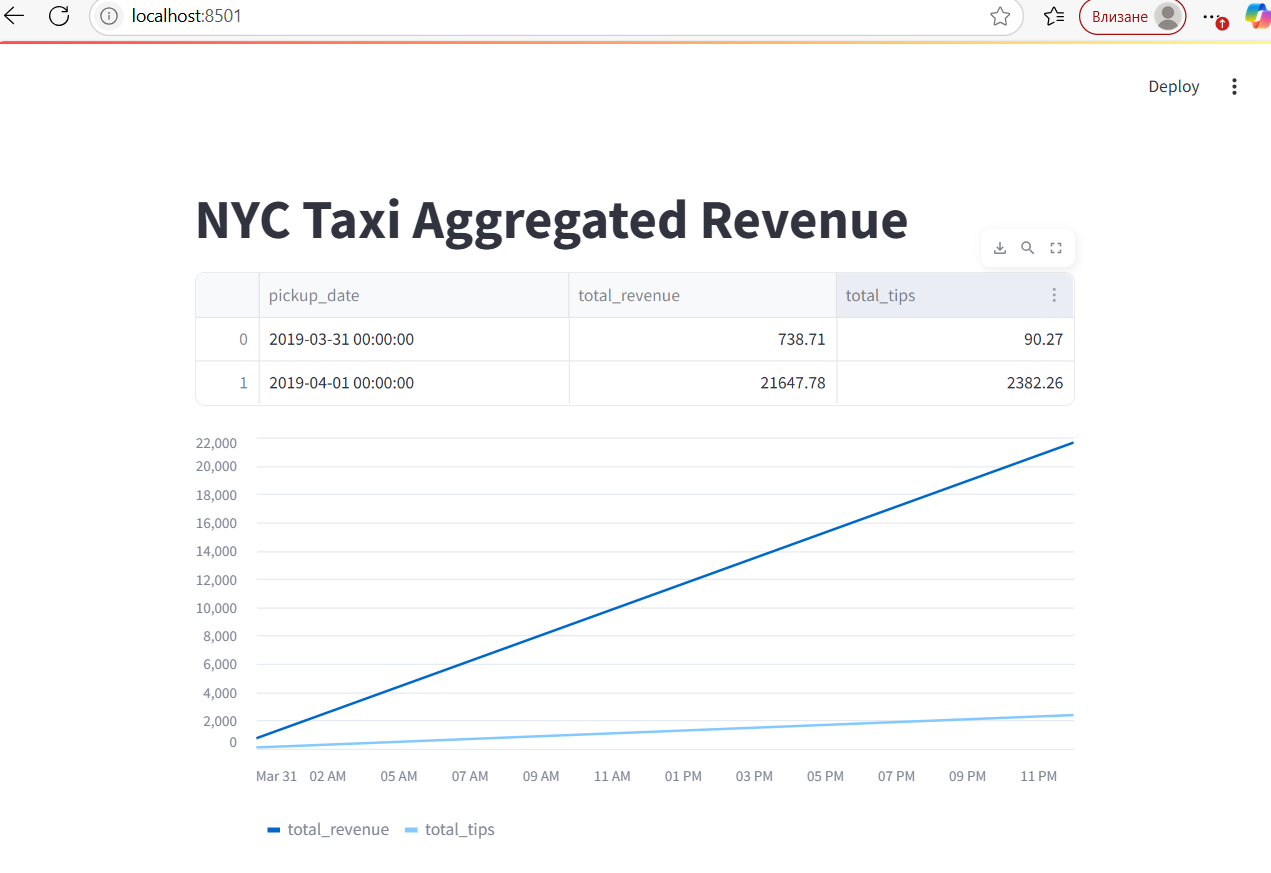 localhost:8501
Влизане
Deploy
NYC Taxi Aggregated Revenue
pickup_date total_revenue total_tips
0 2019-03-31 00:00:00 738.71 90.27
1 2019-04-01 00:00:00 21647.78 2382.26
22,000
20,000
18,000
16,000
14,000
12,000
10,000
8,000
6,000
4,000
2,000
0
Mar 31 02 AM 05 AM 07 AM 09 AM 11 AM 01 PM 03 PM 05 PM 07 PM 09 PM 11 PM
total_revenue total_tips